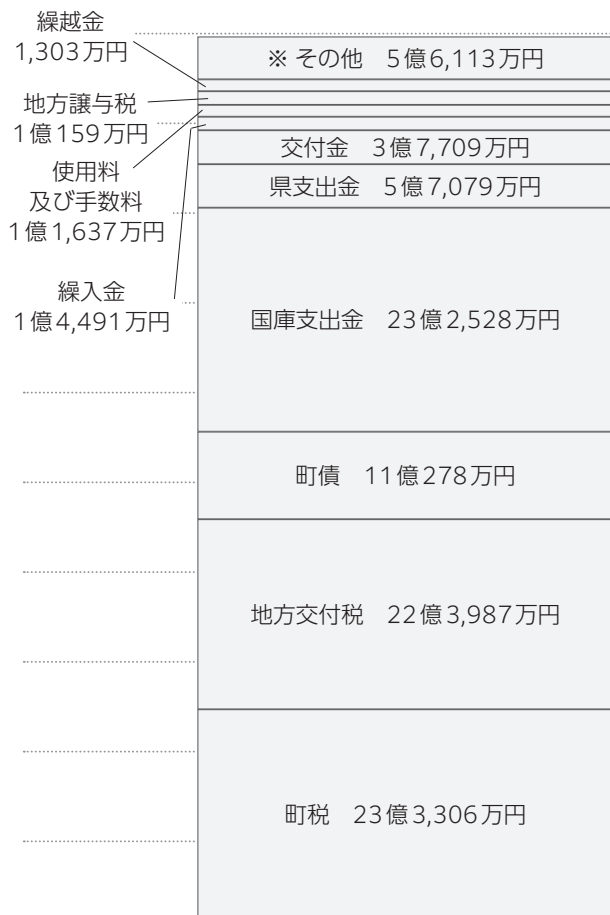 繰越金
1,303万円
地方譲与税
1億159万円
使用料
及び手数料
1億1,637万円
繰入金
1億4,491万円
※ その他　5億6,113万円
交付金　3億7,709万円
県支出金　5億7,079万円
国庫支出金　23億2,528万円
町債　11億278万円
地方交付税　22億3,987万円
町税　23億3,306万円